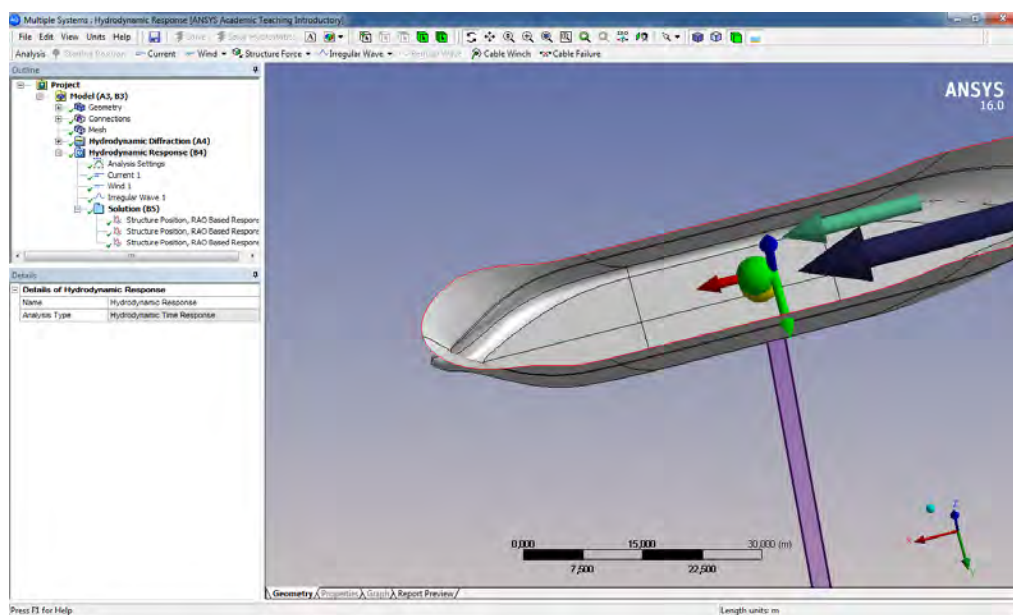 Multiple Systems : Hydrodynamic Response [ANSYS Academic Teaching Introductory]
File Edit View Units Help Solve
Analysis Current Wind Structure Force Irregular Wave Cable Winch Cable Failure
Outline
Project
Model (A3, B3)
Geometry
Connections
Mesh
Hydrodynamic Diffraction (A4)
Hydrodynamic Response (B4)
Analysis Settings
Current 1
Wind 1
Irregular Wave 1
Solution (B5)
Structure Position, RAO Based Respons
Structure Position, RAO Based Respons
Structure Position, RAO Based Respons
Details
Details of Hydrodynamic Response
Name Hydrodynamic Response
Analysis Type Hydrodynamic Time Response
ANSYS
16.0
0,000 15,000 30,000 (m)
7,500 22,500
Z
X
Y
Geometry Properties Graph Report Preview
Press F1 for Help Length units: m